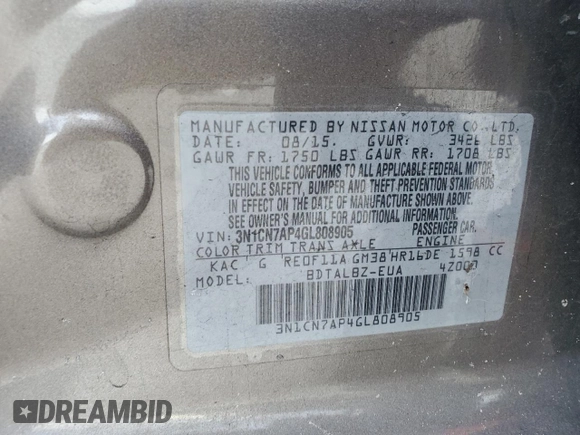 MANUFACTURED BY NISSAN MOTOR CO.,LTD.
DATE: 08/15. GVWR: 3426 LBS
GAWR FR: 1750 LBS GAWR RR: 1708 LBS
THIS VEHICLE CONFORMS TO ALL APPLICABLE FEDERAL MOTOR
VEHICLE SAFETY, BUMPER AND THEFT PREVENTION STANDARDS
IN EFFECT ON THE DATE OF MANUFACTURE SHOWN ABOVE.
SEE OWNER'S MANUAL FOR ADDITIONAL INFORMATION
VIN: 3N1CN7AP4GL808905 PASSENGER CAR.
COLOR TRIM TRANS AXLE ENGINE
KAC G RE0F11A GM38 HR16DE 1598 CC
MODEL: BDTALBZ-EUA 4Z000
3N1CN7AP4GL808905
DREAMBID